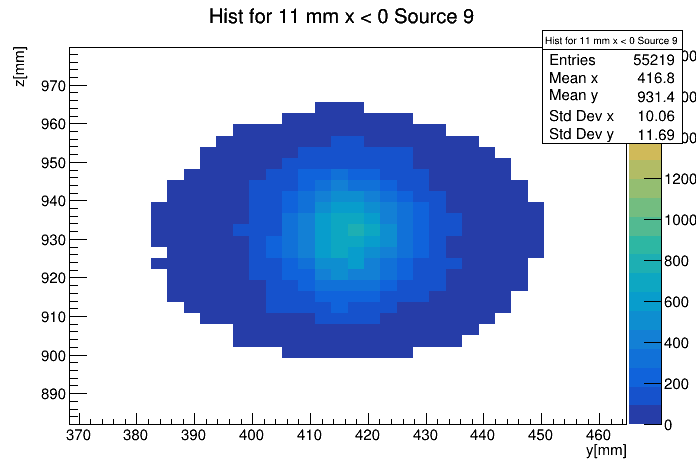 Hist for 11 mm x < 0 Source 9
z[mm]
Hist for 11 mm x < 0 Source 9
Entries 55219
Mean x 416.8
Mean y 931.4
Std Dev x 10.06
Std Dev y 11.69
970
960
950
940
930
920
910
900
890
370 380 390 400 410 420 430 440 450 460
y[mm]
1200
1000
800
600
400
200
0